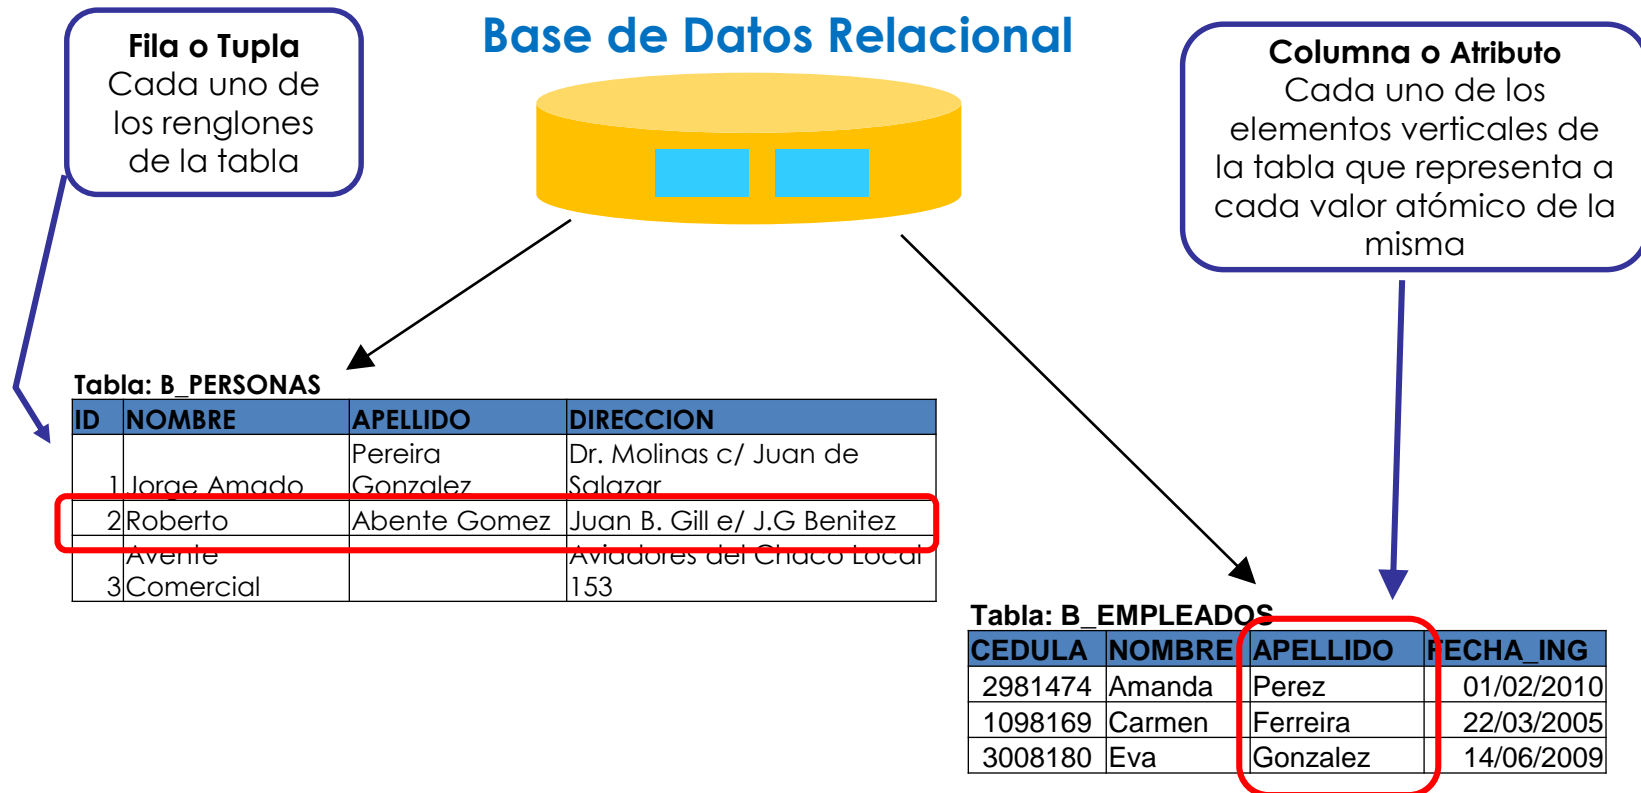 Base de Datos Relacional
Fila o Tupla
Cada uno de
los renglones
de la tabla
Columna o Atributo
Cada uno de los
elementos verticales de
la tabla que representa a
cada valor atómico de la
misma
Tabla: B_PERSONAS
ID NOMBRE APELLIDO DIRECCION
1 Jorge Amado Pereira Gonzalez Dr. Molinas c/ Juan de Salazar
2 Roberto Abente Gomez Juan B. Gill e/ J.G Benitez
3 Avente Comercial Aviadores del Chaco Local 153
Tabla: B_EMPLEADOS
CEDULA NOMBRE APELLIDO FECHA_ING
2981474 Amanda Perez 01/02/2010
1098169 Carmen Ferreira 22/03/2005
3008180 Eva Gonzalez 14/06/2009